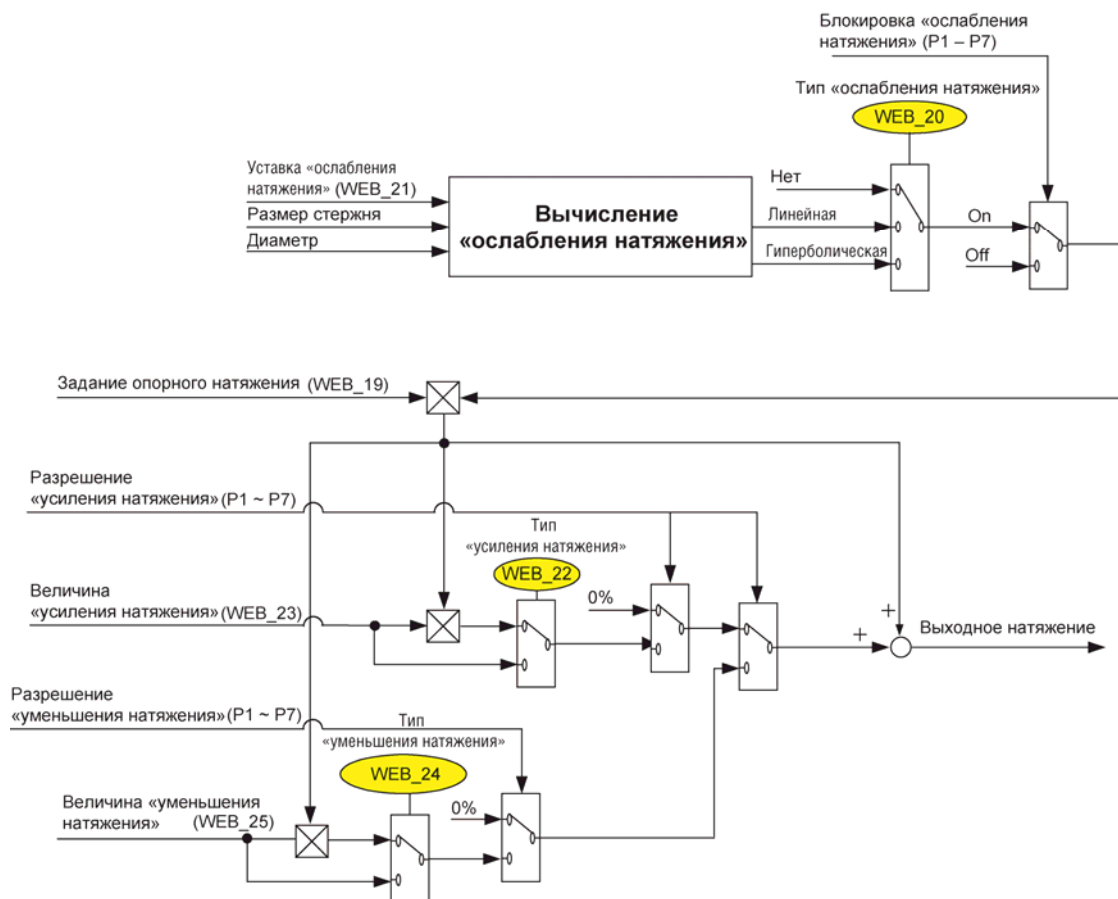 Блокировка «ослабления
натяжения» (P1 – P7)
Тип «ослабления натяжения»
WEB_20
Уставка «ослабления
натяжения» (WEB_21)
Размер стержня
Диаметр
Вычисление
«ослабления натяжения»
Нет
Линейная
Гиперболическая
On
Off
Задание опорного натяжения (WEB_19)
Разрешение
«усиления натяжения» (P1 ~ P7)
Тип
«усиления натяжения»
WEB_22
Величина
«усиления натяжения» (WEB_23)
0%
+
+
Выходное натяжение
Разрешение
«уменьшения натяжения» (P1 ~ P7)
Тип
«уменьшения натяжения»
WEB_24
Величина «уменьшения
натяжения» (WEB_25)
0%